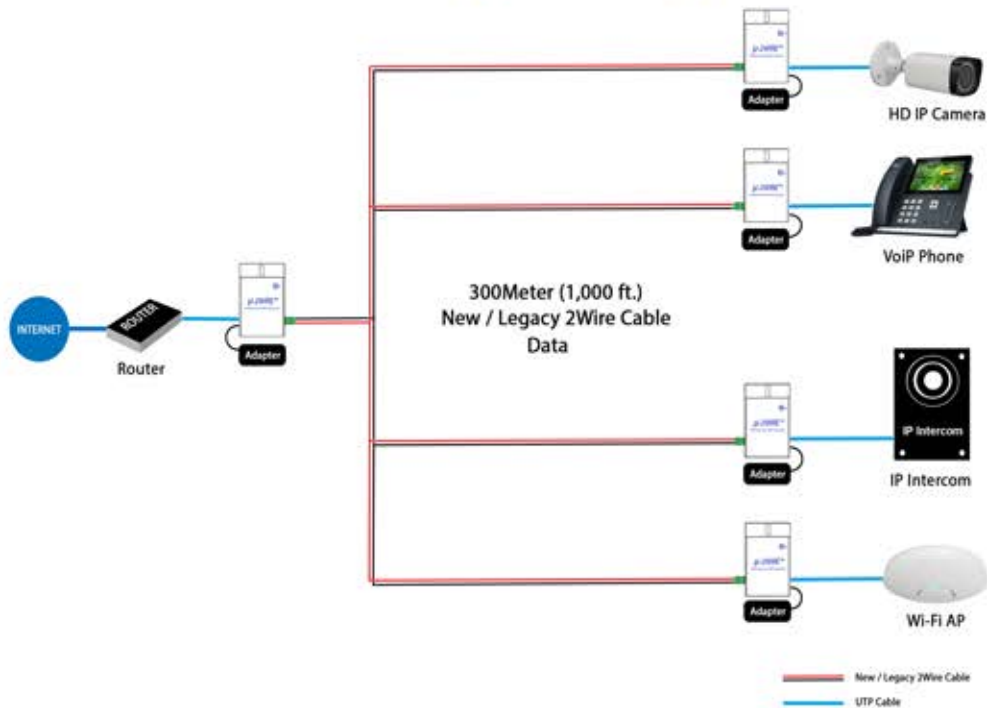 Adapter
HD IP Camera
Adapter
VoiP Phone
300Meter (1,000 ft.)
New / Legacy 2Wire Cable
Data
INTERNET
ROUTER
Router
μ-2WIRE™
Adapter
Adapter
IP Intercom
IP Intercom
Adapter
Wi-Fi AP
New / Legacy 2Wire Cable
UTP Cable